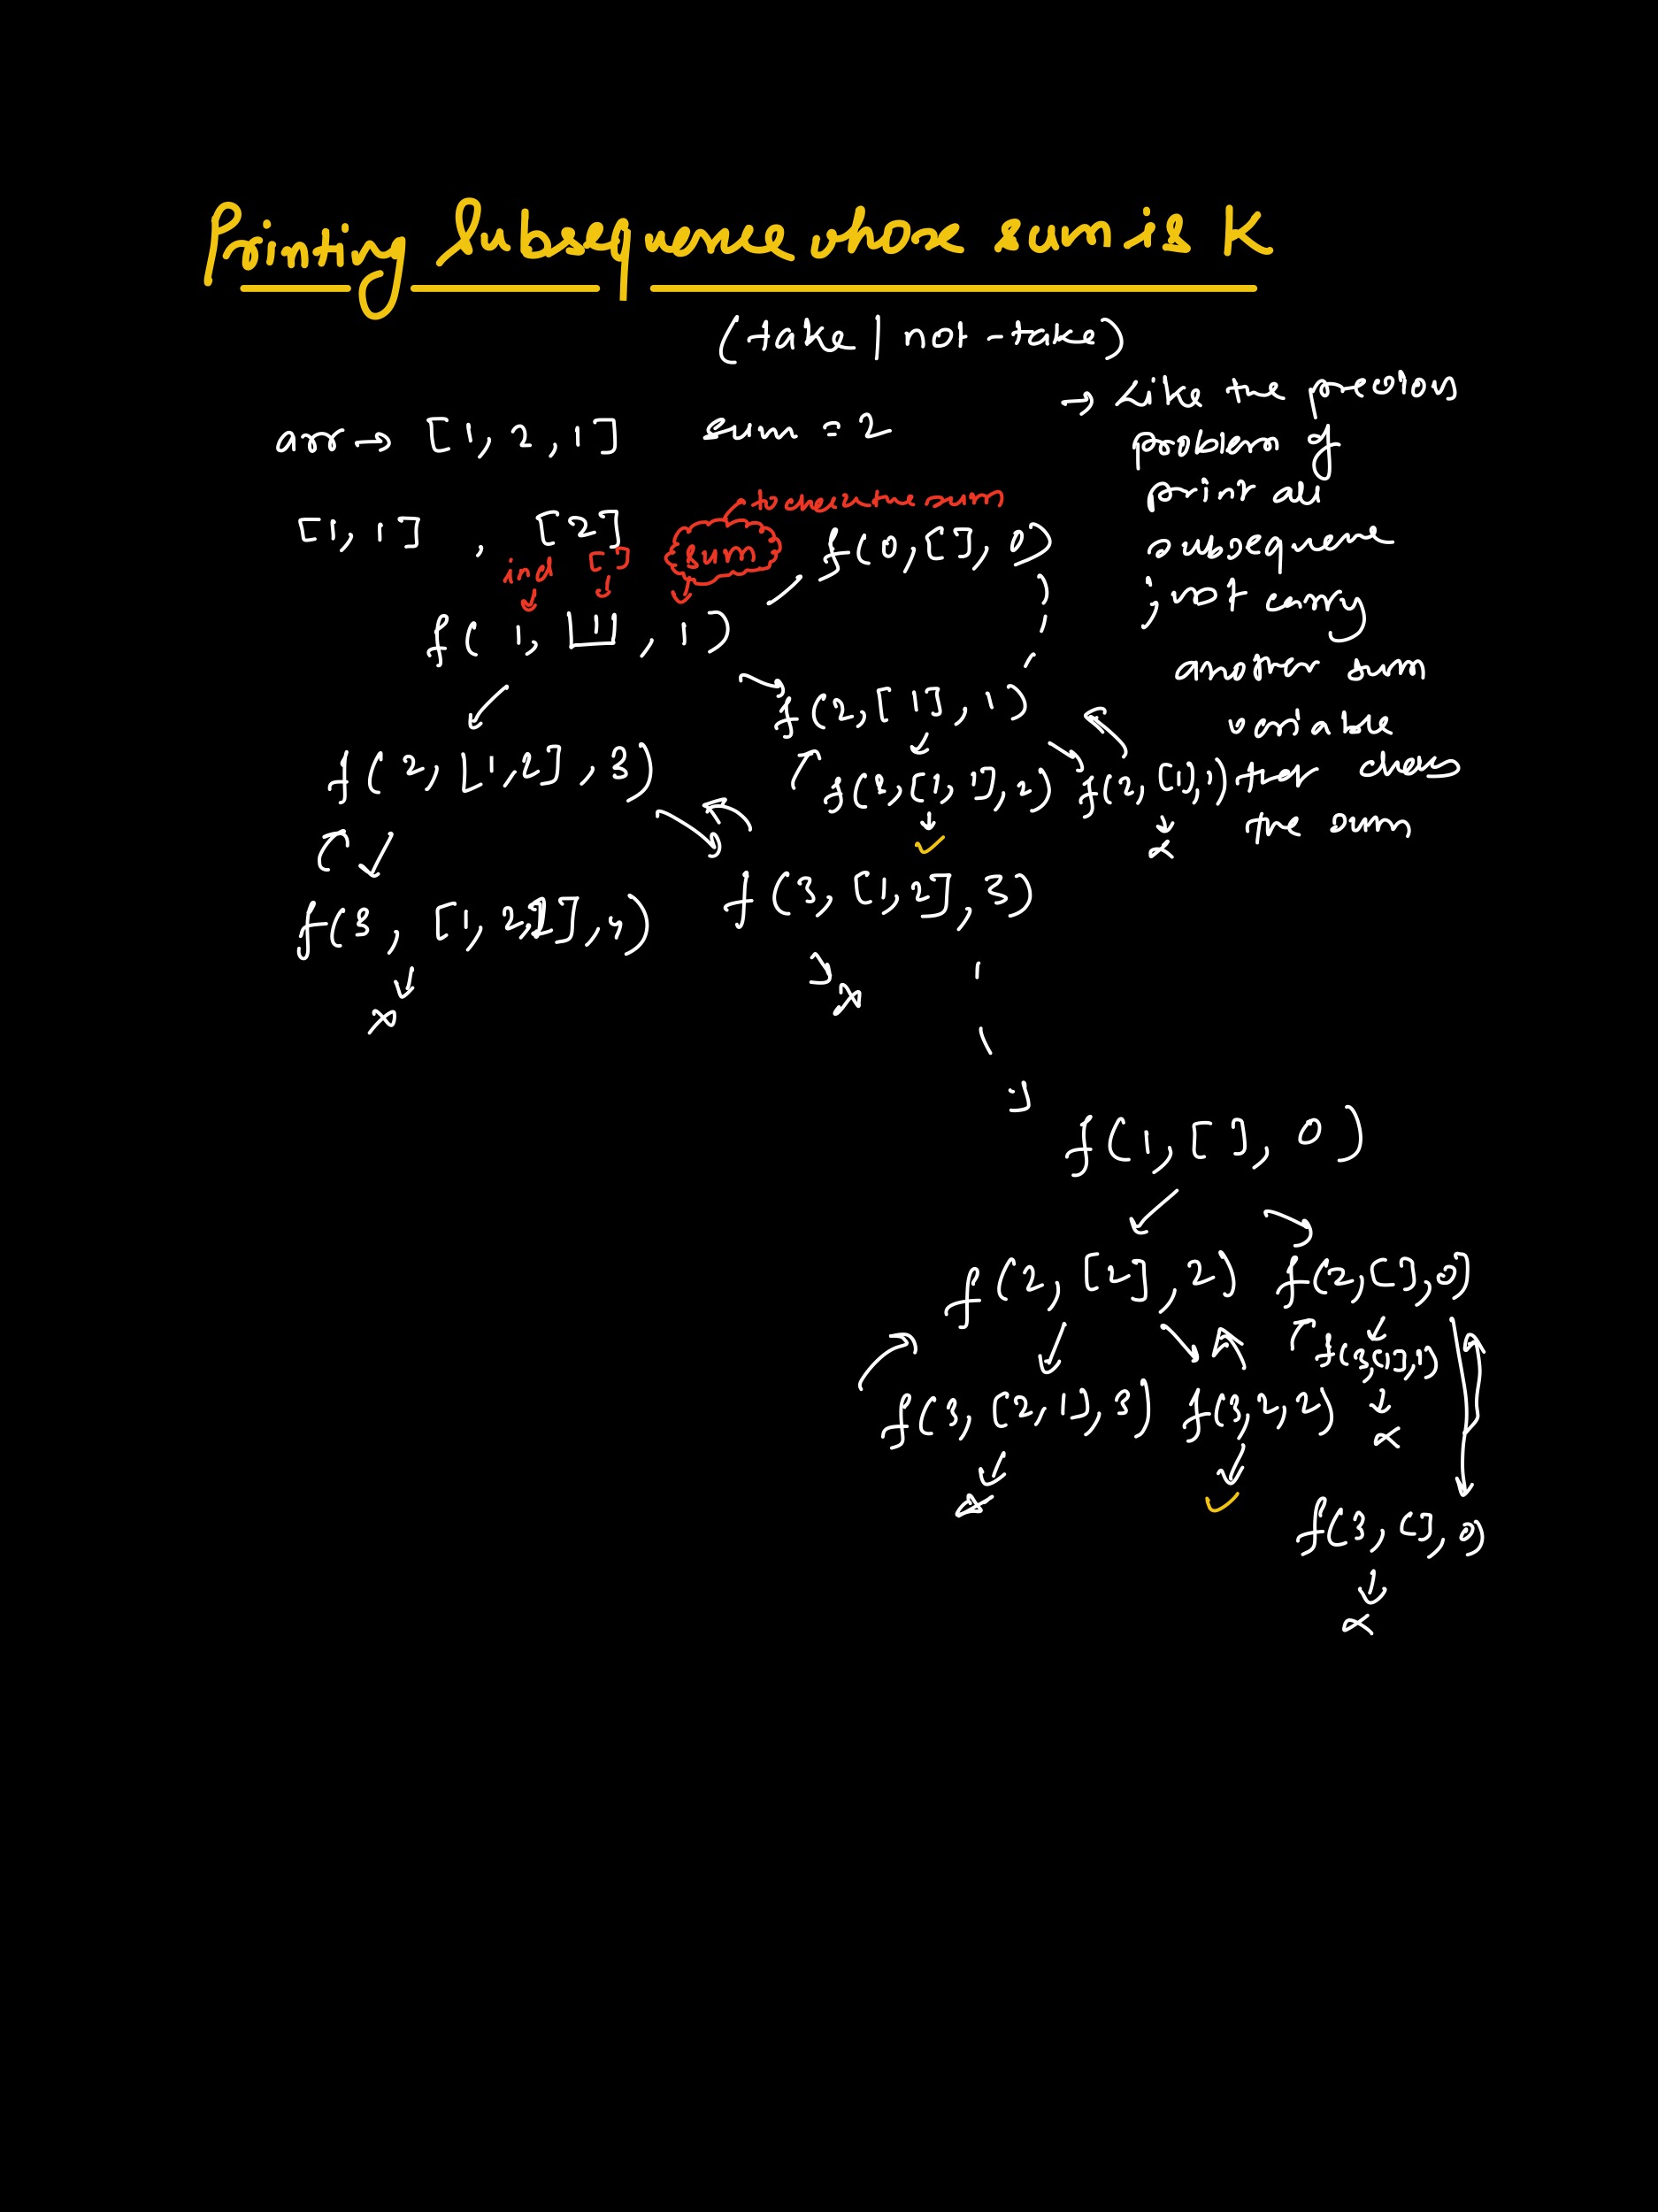 Printing Subsequence whose sum is K
(take | not-take)
arr → [1, 2, 1] sum = 2
→ Like the previous
problem of
print all
subsequence
; not carry
another sum
variable
the sum
[1, 1] , [2]
to check the sum
ind [] sum
f(0, [], 0)
f(1, [1], 1)
f(2, [1], 1)
f(2, [1,2], 3)
f(3, [1, 1], 2) f(2, [1], 1)
✓ x
f(3, [1, 2,1], 4) f(3, [1,2], 3)
x x
f(1, [], 0)
f(2, [2], 2) f(2, [], 0)
f(3, [1], 1)
f(3, [2, 1], 3) f(3, 2, 2) x
x ✓
f(3, [], 0)
x